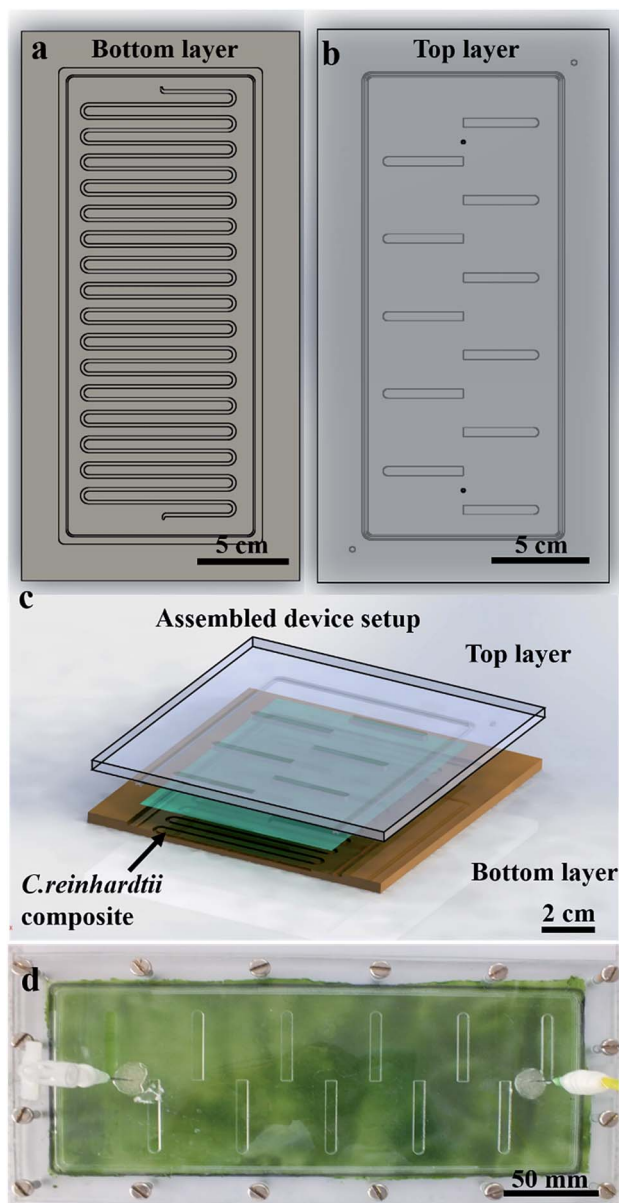 a
Bottom layer
5 cm
b
Top layer
5 cm
c
Assembled device setup
Top layer
C.reinhardtii
composite
Bottom layer
2 cm
d
50 mm